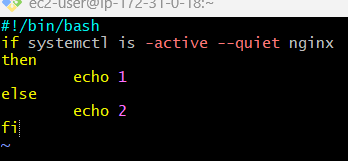 ec2-user@ip-172-31-0-18:~
#!/bin/bash
if systemctl is -active --quiet nginx
then
        echo 1
else
        echo 2
fi
~